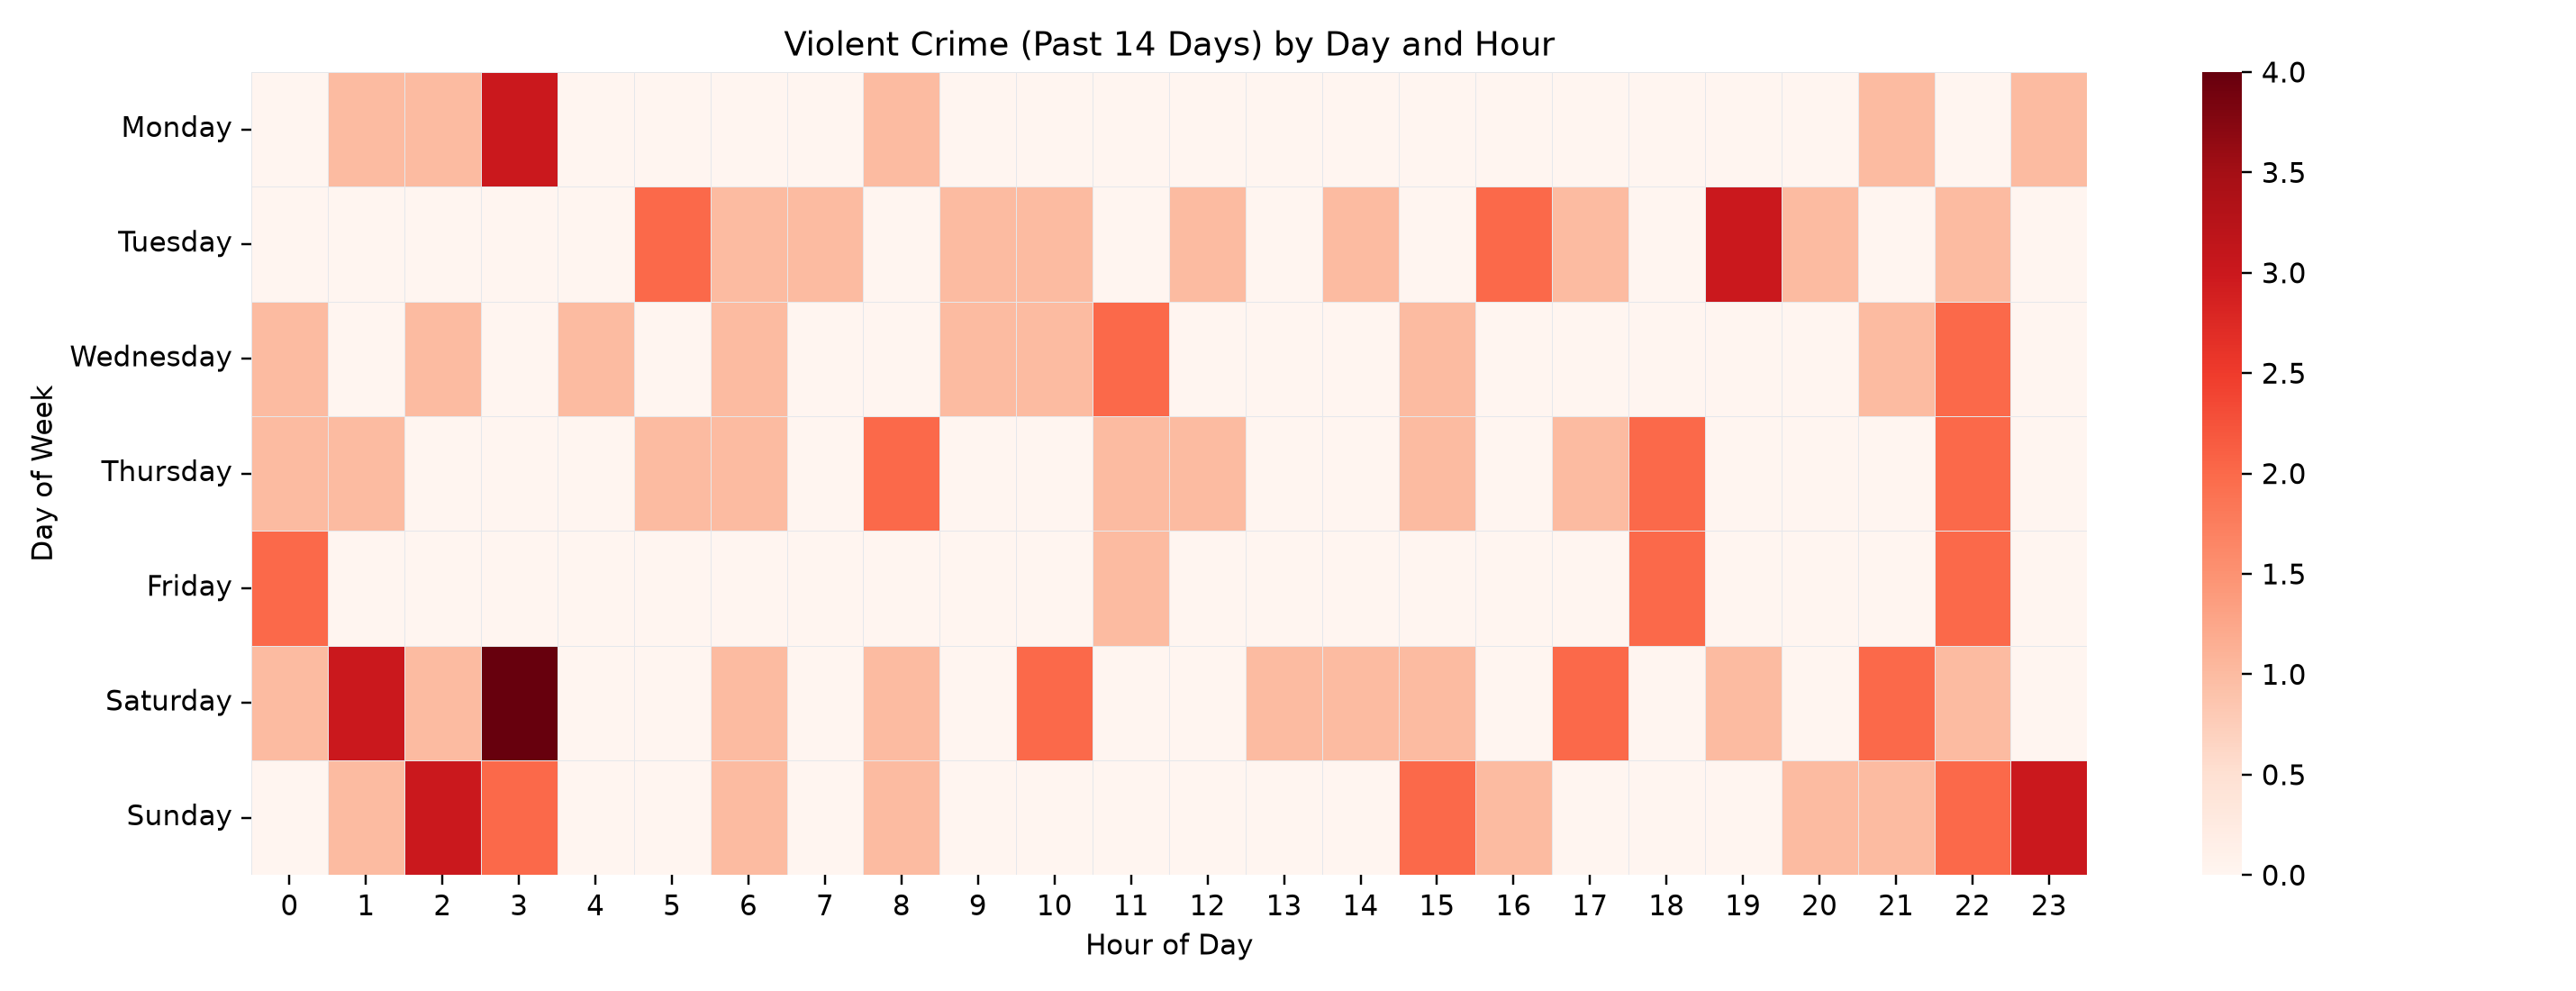 Violent Crime (Past 14 Days) by Day and Hour
Day of Week
Monday
Tuesday
Wednesday
Thursday
Friday
Saturday
Sunday
0 1 2 3 4 5 6 7 8 9 10 11 12 13 14 15 16 17 18 19 20 21 22 23
Hour of Day
4.0
3.5
3.0
2.5
2.0
1.5
1.0
0.5
0.0